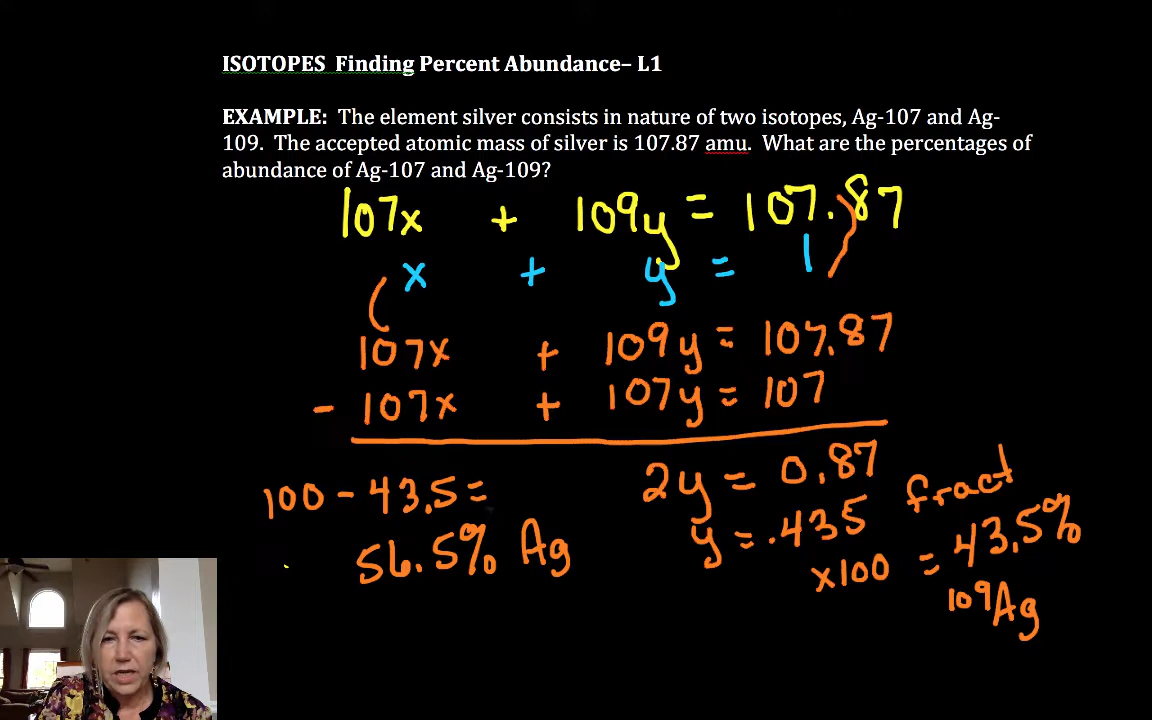 ISOTOPES Finding Percent Abundance– L1
EXAMPLE: The element silver consists in nature of two isotopes, Ag-107 and Ag-
109. The accepted atomic mass of silver is 107.87 amu. What are the percentages of
abundance of Ag-107 and Ag-109?
107x + 109y = 107.87
x + y = 1
107x + 109y = 107.87
- 107x + 107y = 107
2y = 0.87
y = .435 fract
x100 = 43.5%
109Ag
100 - 43.5 =
56.5% Ag